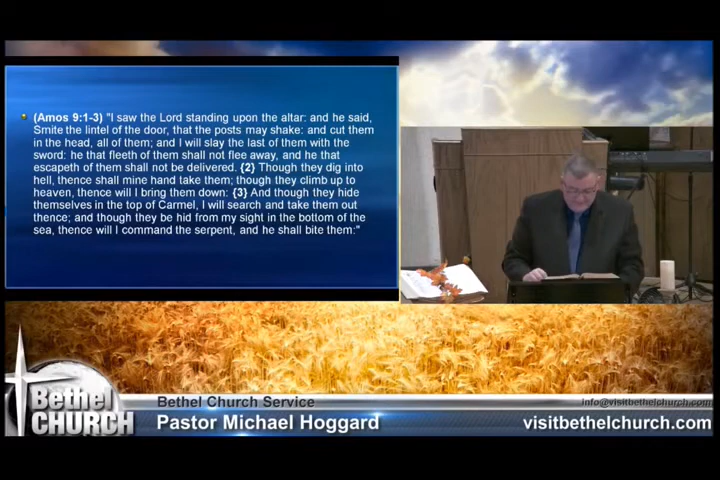 (Amos 9:1-3) "I saw the Lord standing upon the altar: and he said,
Smite the lintel of the door, that the posts may shake: and cut them
in the head, all of them; and I will slay the last of them with the
sword: he that fleeth of them shall not flee away, and he that
escapeth of them shall not be delivered. {2} Though they dig into
hell, thence shall mine hand take them; though they climb up to
heaven, thence will I bring them down: {3} And though they hide
themselves in the top of Carmel, I will search and take them out
thence; and though they be hid from my sight in the bottom of the
sea, thence will I command the serpent, and he shall bite them:"
Bethel
CHURCH
Bethel Church Service
info@visitbethelchurch.com
Pastor Michael Hoggard
visitbethelchurch.com